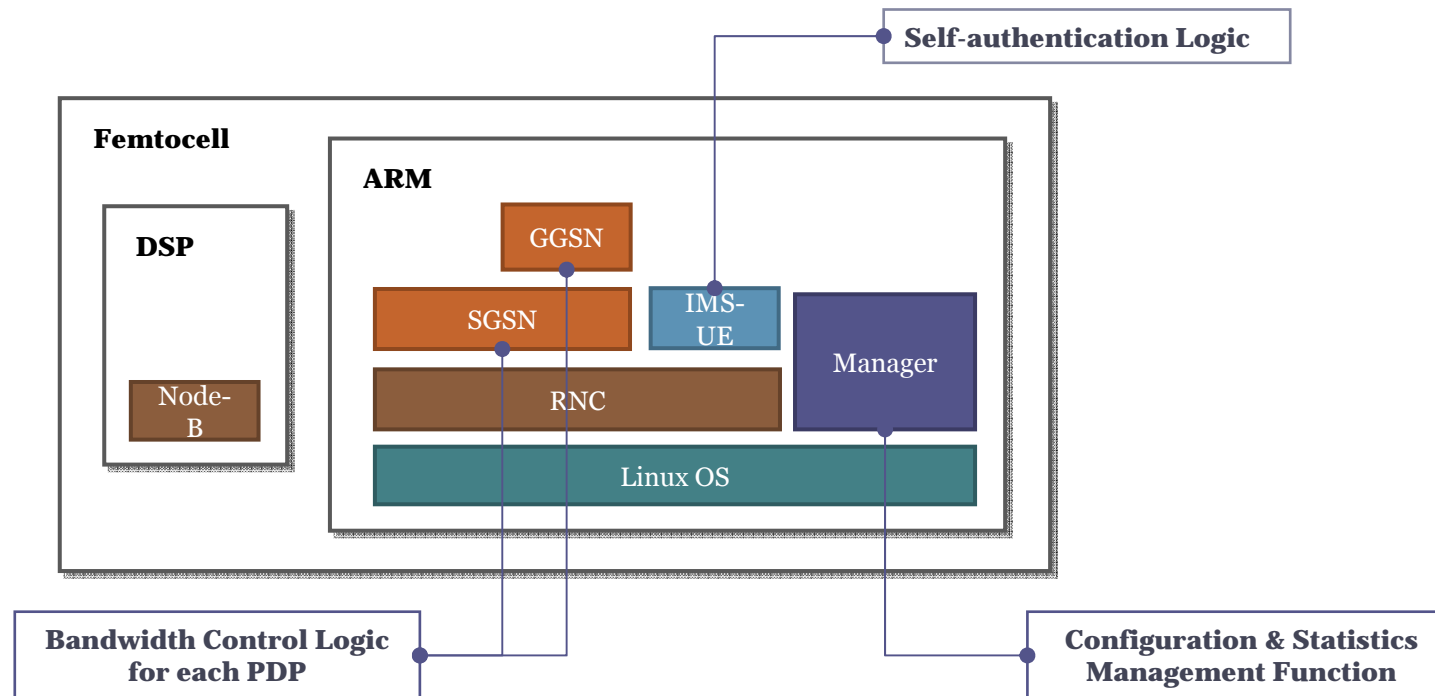 Self-authentication Logic
Femtocell
ARM
DSP
GGSN
SGSN
IMS-
UE
Manager
Node-
B
RNC
Linux OS
Bandwidth Control Logic
for each PDP
Configuration & Statistics
Management Function